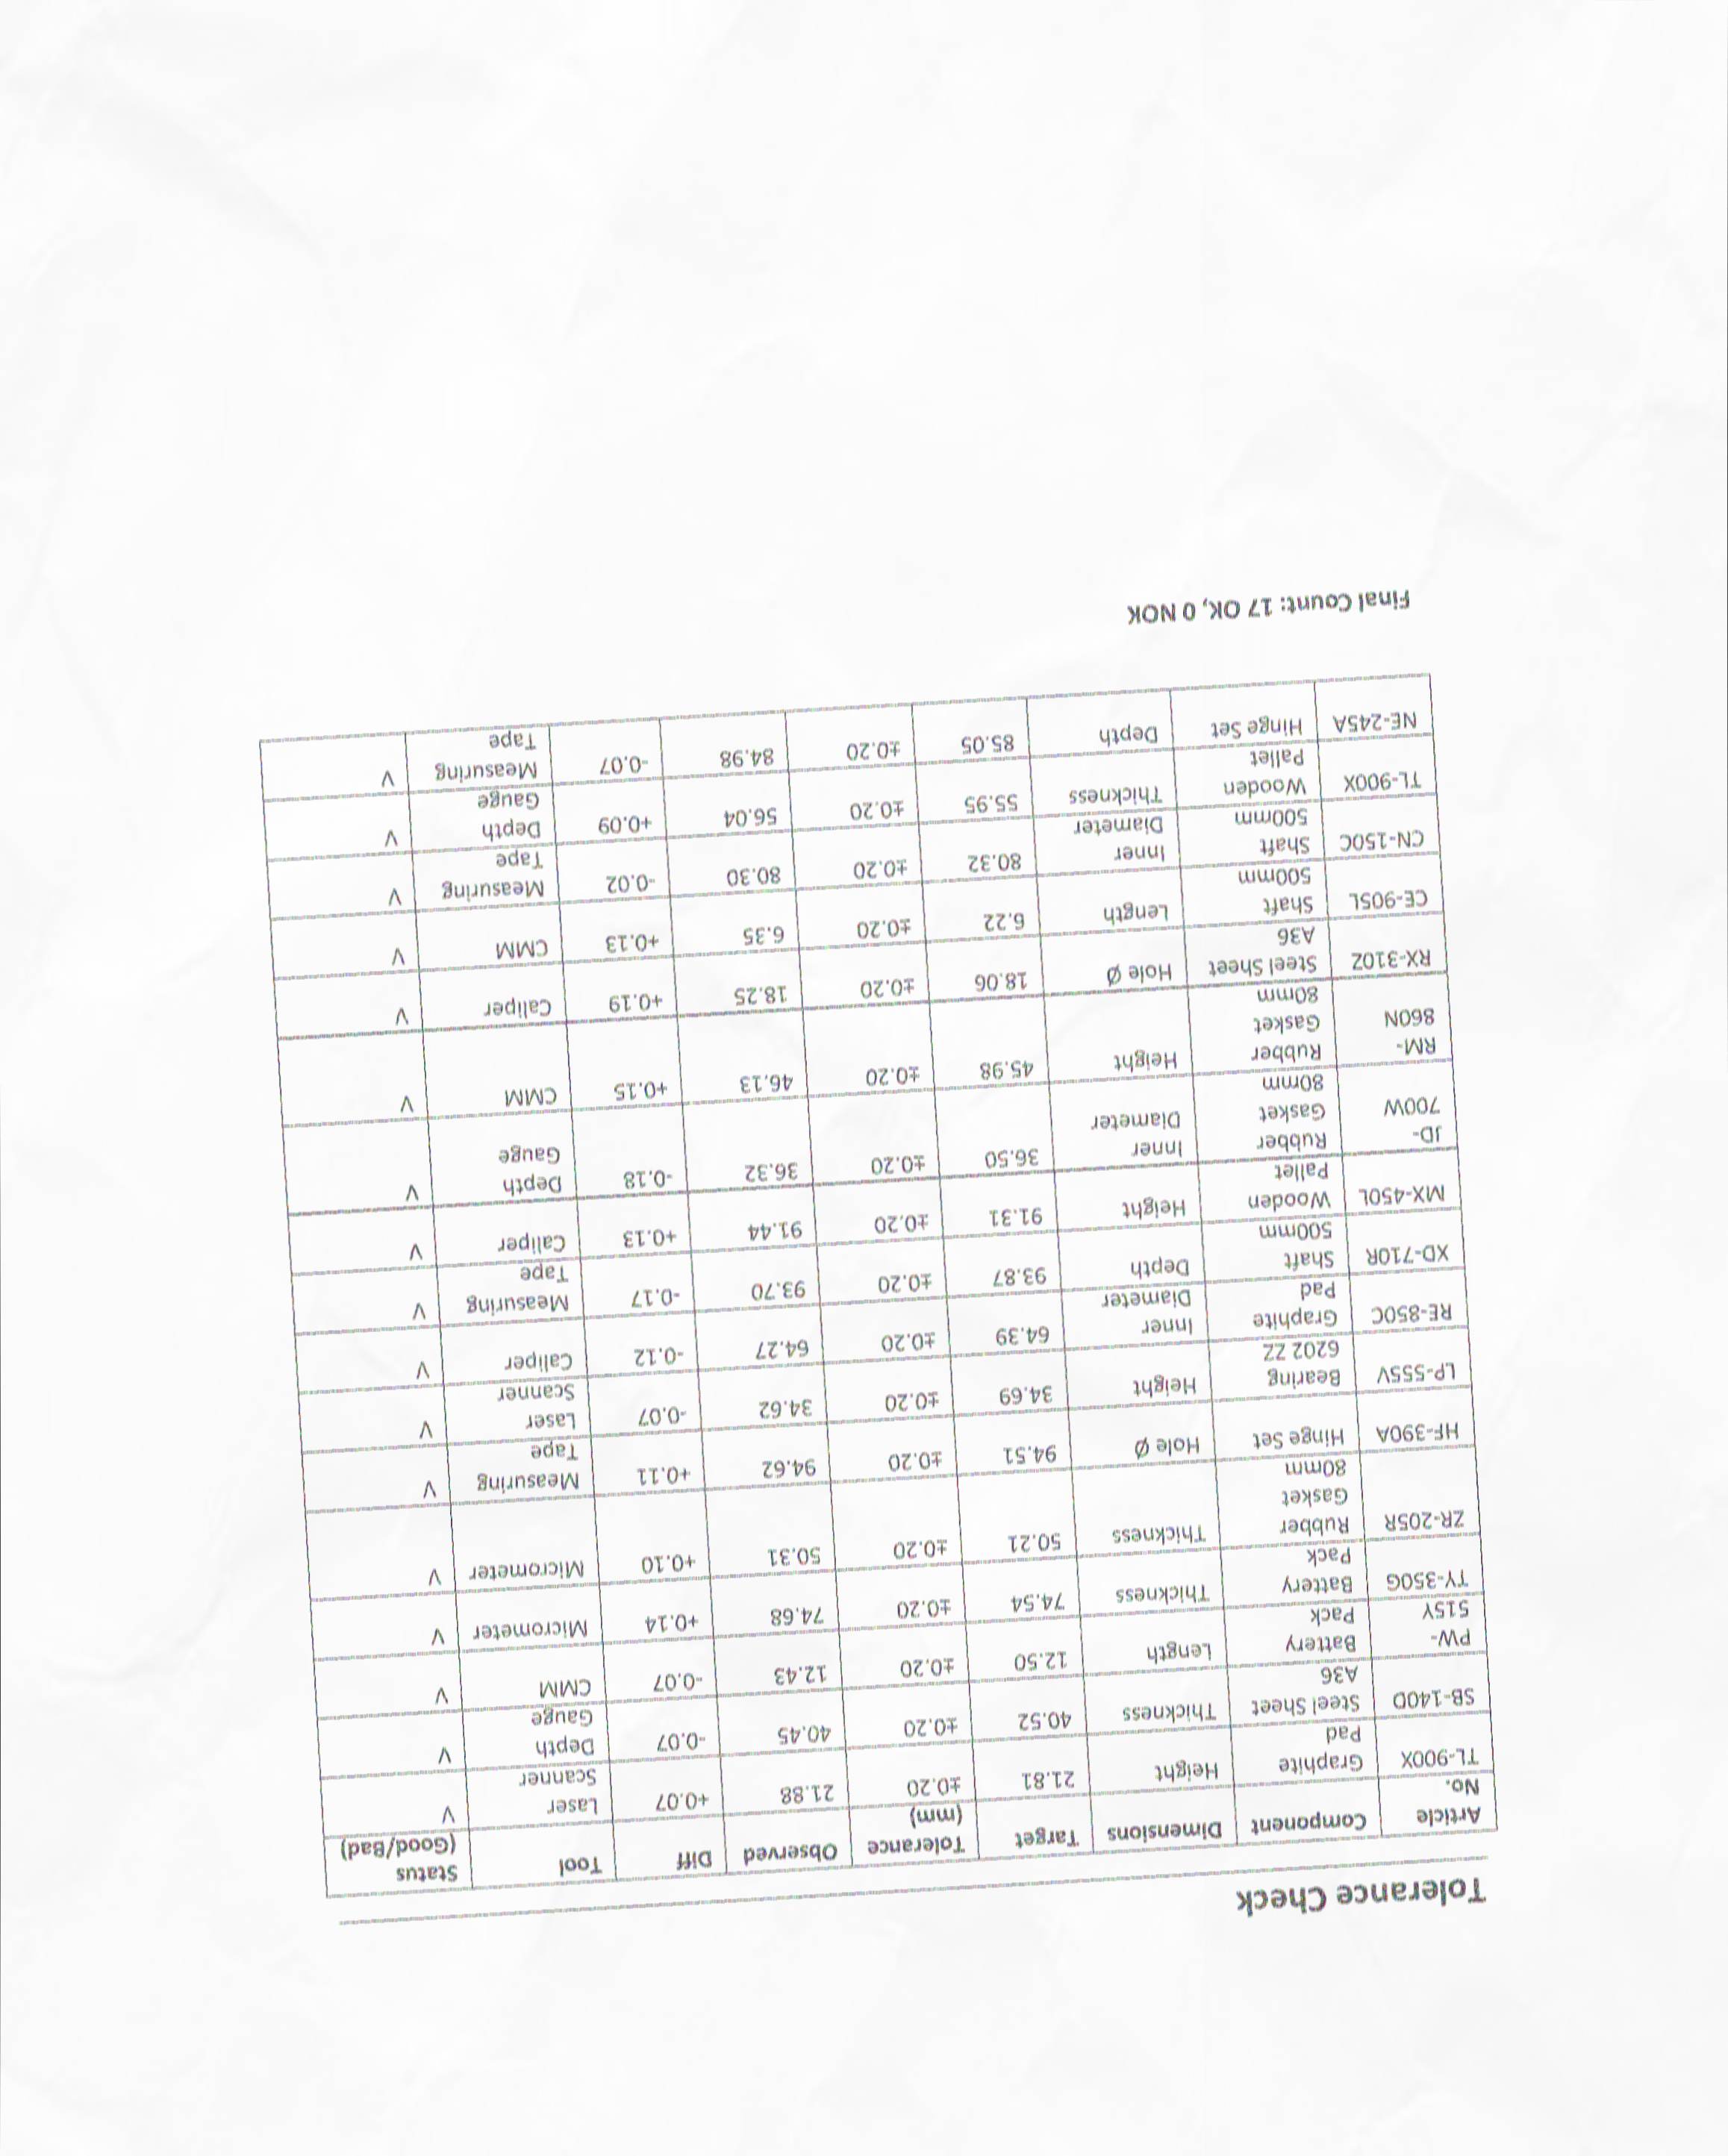 Tolerance Check
Article No. Component Dimensions Target Tolerance (mm) Observed Diff Tool Status (Good/Bad)
TL-900X Graphite Pad Height 21.81 ±0.20 21.88 +0.07 Laser Scanner V
SB-140D Steel Sheet A36 Thickness 40.52 ±0.20 40.45 -0.07 Depth Gauge V
PW-515Y Battery Pack Length 12.50 ±0.20 12.43 -0.07 CMM V
TY-350G Battery Pack Thickness 74.54 ±0.20 74.68 +0.14 Micrometer V
ZR-205R Rubber Gasket 80mm Thickness 50.21 ±0.20 50.31 +0.10 Micrometer V
HF-390A Hinge Set Hole Ø 94.51 ±0.20 94.62 +0.11 Measuring Tape V
LP-555V Bearing 6202 ZZ Height 34.69 ±0.20 34.62 -0.07 Laser Scanner V
RE-850C Graphite Pad Inner Diameter 64.39 ±0.20 64.27 -0.12 Caliper V
XD-710R Shaft 500mm Depth 93.87 ±0.20 93.70 -0.17 Measuring Tape V
MX-450L Wooden Pallet Height 91.31 ±0.20 91.44 +0.13 Caliper V
JD-700W Rubber Gasket 80mm Inner Diameter 36.50 ±0.20 36.32 -0.18 Depth Gauge V
RM-860N Rubber Gasket 80mm Height 45.98 ±0.20 46.13 +0.15 CMM V
RX-310Z Steel Sheet A36 Hole Ø 18.06 ±0.20 18.25 +0.19 Caliper V
CE-905L Shaft 500mm Length 6.22 ±0.20 6.35 +0.13 CMM V
CN-150C Shaft 500mm Inner Diameter 80.32 ±0.20 80.30 -0.02 Measuring Tape V
TL-900X Wooden Pallet Thickness 55.95 ±0.20 56.04 +0.09 Depth Gauge V
NE-245A Hinge Set Depth 85.05 ±0.20 84.98 -0.07 Measuring Tape V
Final Count: 17 OK, 0 NOK